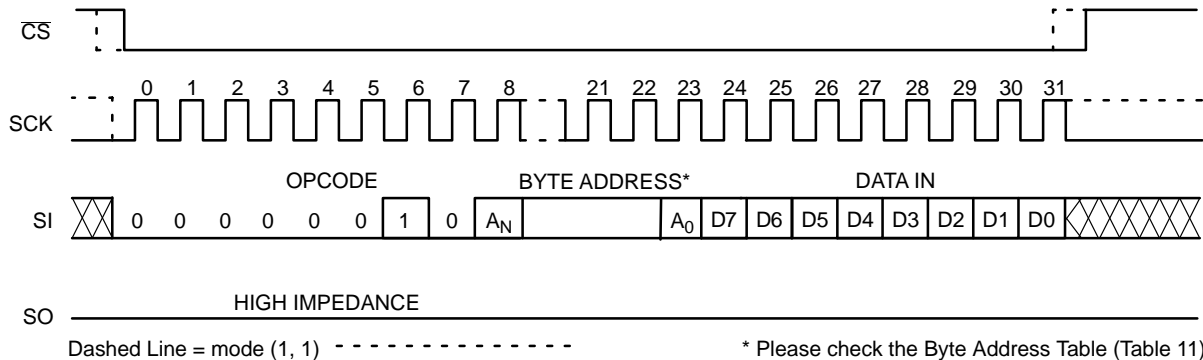 CS
0 1 2 3 4 5 6 7 8 21 22 23 24 25 26 27 28 29 30 31
SCK
OPCODE BYTE ADDRESS* DATA IN
SI 0 0 0 0 0 0 1 0 AN A0 D7 D6 D5 D4 D3 D2 D1 D0
HIGH IMPEDANCE
SO
Dashed Line = mode (1, 1) * Please check the Byte Address Table (Table 11)